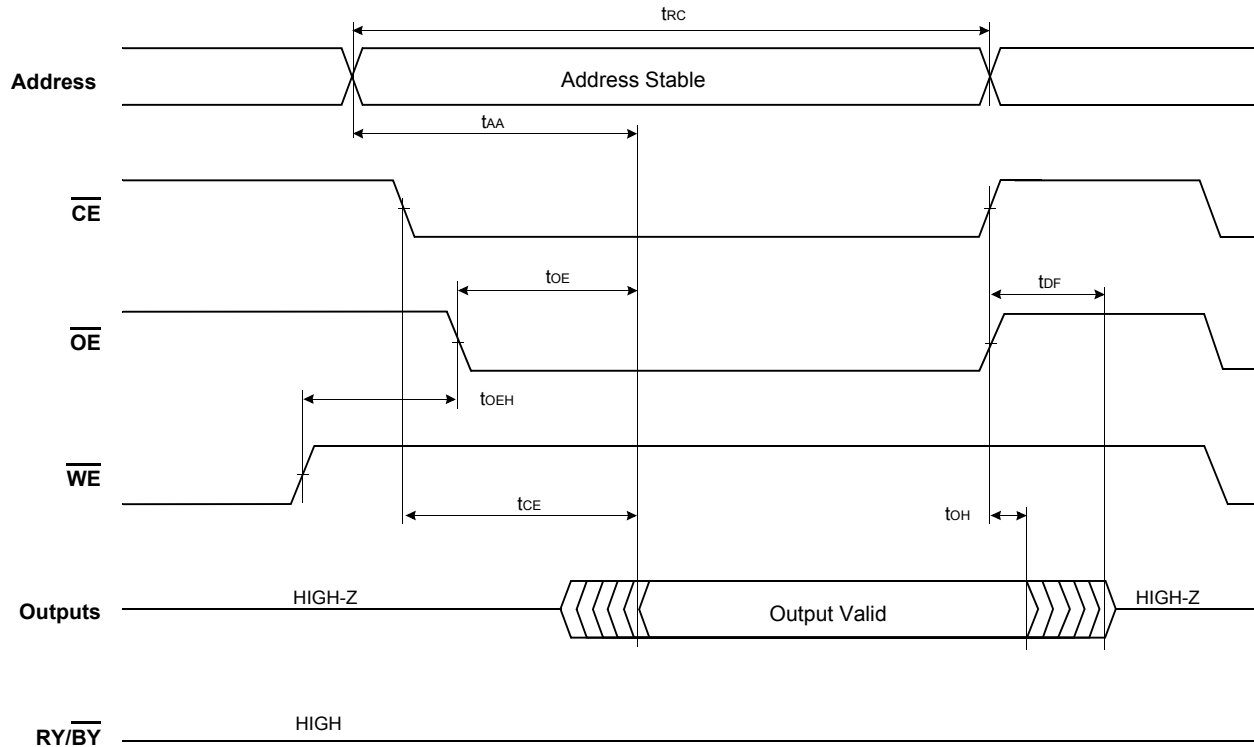 tRC
Address
Address Stable
tAA
CE
tOE
tDF
OE
tOEH
WE
tCE
tOH
Outputs
HIGH-Z
Output Valid
HIGH-Z
RY/BY
HIGH